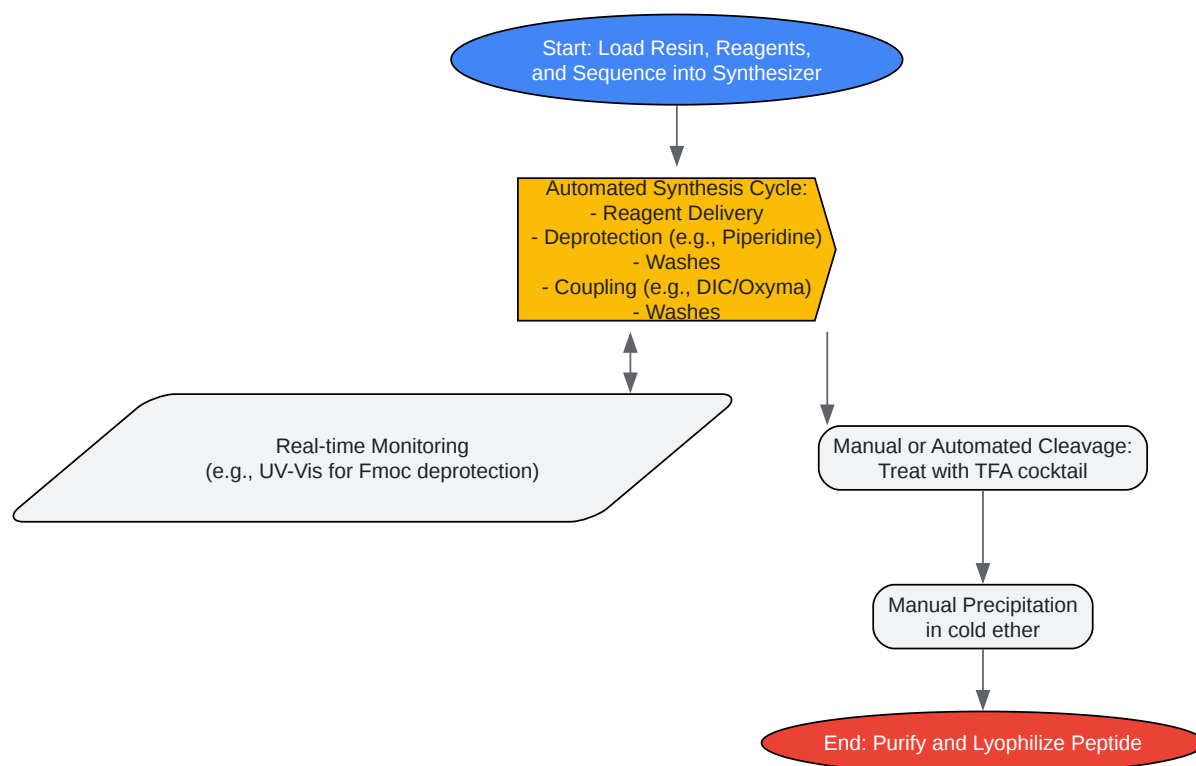 Start: Load Resin, Reagents,
and Sequence into Synthesizer
Automated Synthesis Cycle:
- Reagent Delivery
- Deprotection (e.g., Piperidine)
- Washes
- Coupling (e.g., DIC/Oxyma)
- Washes
Real-time Monitoring
(e.g., UV-Vis for Fmoc deprotection)
Manual or Automated Cleavage:
Treat with TFA cocktail
Manual Precipitation
in cold ether
End: Purify and Lyophilize Peptide